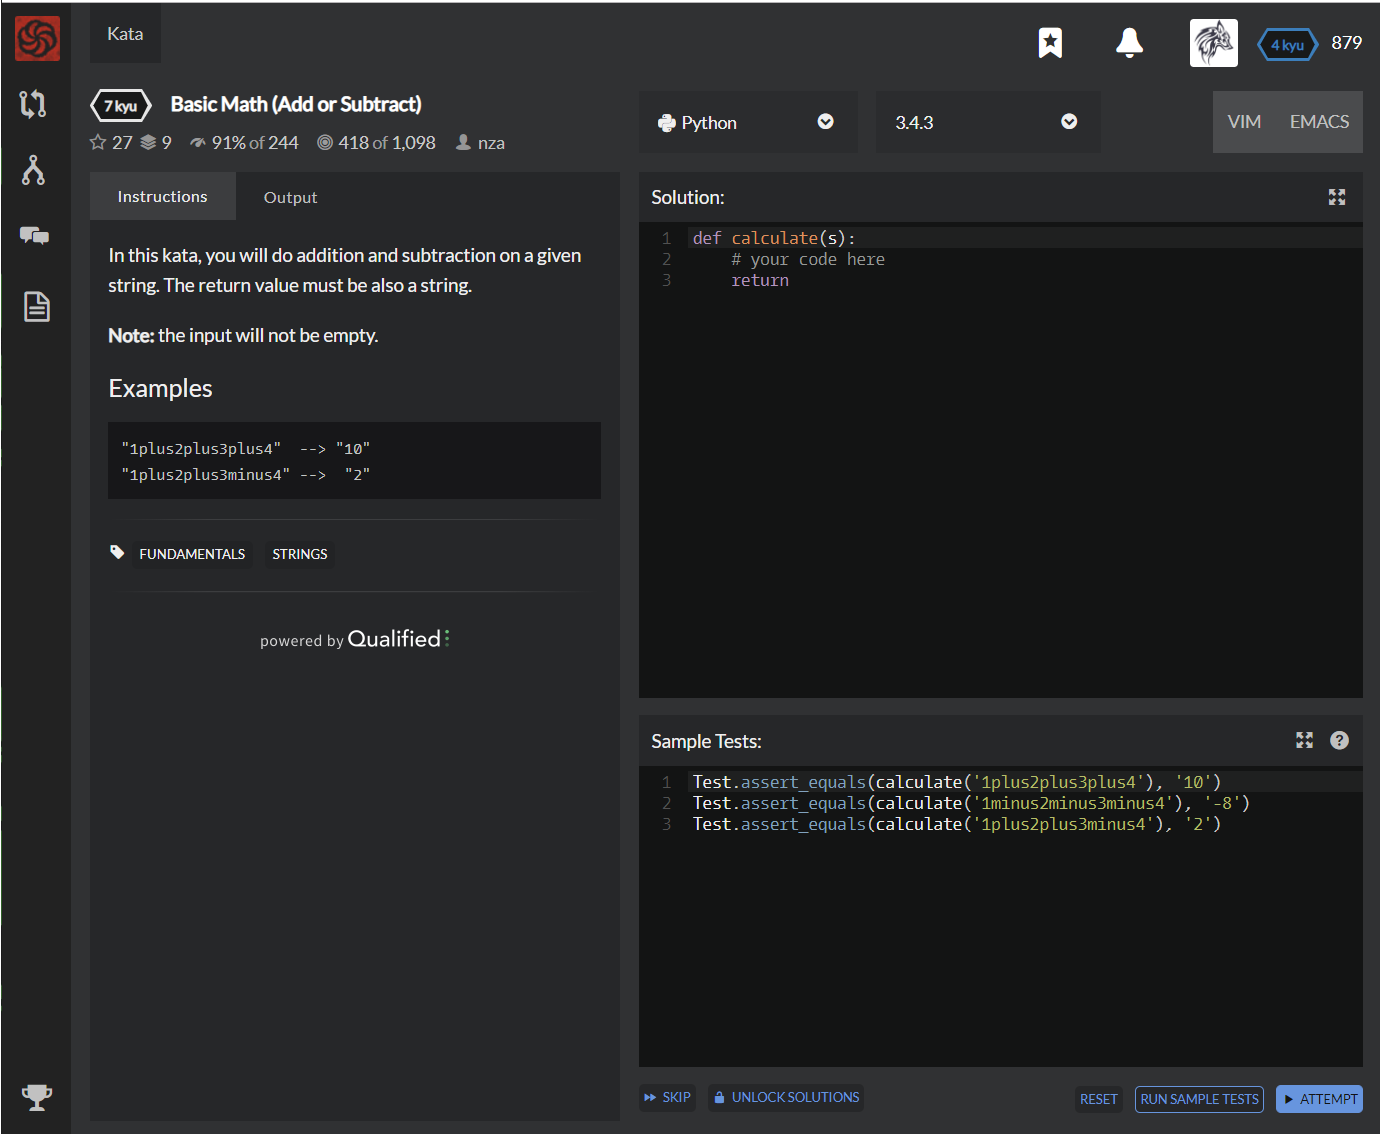 Kata
4 kyu 879
7 kyu Basic Math (Add or Subtract)
27 9 91% of 244 418 of 1,098 nza
Python
3.4.3
VIM EMACS
Instructions Output
In this kata, you will do addition and subtraction on a given
string. The return value must be also a string.
Note: the input will not be empty.
Examples
"1plus2plus3plus4"  --> "10"
"1plus2plus3minus4" -->  "2"
FUNDAMENTALS STRINGS
powered by Qualified
Solution:
1 def calculate(s):
2     # your code here
3     return
Sample Tests:
1 Test.assert_equals(calculate('1plus2plus3plus4'), '10')
2 Test.assert_equals(calculate('1minus2minus3minus4'), '-8')
3 Test.assert_equals(calculate('1plus2plus3minus4'), '2')
SKIP UNLOCK SOLUTIONS RESET RUN SAMPLE TESTS ATTEMPT